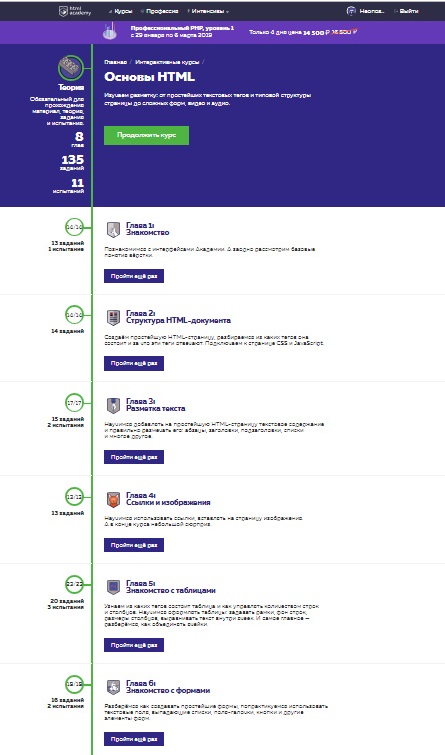 html academy
Курсы
Профессии
Интенсивы
Выйти
Профессиональный PHP, уровень 1
с 29 января по 6 марта 2019
Только 4 дня цена 14 500 ₽
Теория
Обязательный для
прохождения
материал, теория,
задания
и испытания.
8
глав
135
заданий
11
испытаний
Главная / Интерактивные курсы /
Основы HTML
Изучаем разметку: от простейших текстовых тегов и типовой структуры
страницы до сложных форм, видео и аудио.
Продолжить курс
14/14
13 заданий
1 испытание
Глава 1:
Знакомство
Познакомимся с интерфейсами Академии. А заодно рассмотрим базовые
понятия вёрстки.
Пройти ещё раз
14/14
14 заданий
Глава 2:
Структура HTML-документа
Создаём простейшую HTML-страницу, разбираемся из каких тегов она
состоит и за что эти теги отвечают. Подключаем к странице CSS и JavaScript.
Пройти ещё раз
17/17
15 заданий
2 испытания
Глава 3:
Разметка текста
Научимся добавлять на простейшую HTML-страницу текстовое содержание
и правильно размечать его: абзацы, заголовки, подзаголовки, списки
и многое другое.
Пройти ещё раз
13/13
13 заданий
Глава 4:
Ссылки и изображения
Научимся использовать ссылки, вставлять на страницу изображения.
А в конце курса небольшой сюрприз.
Пройти ещё раз
23/23
20 заданий
3 испытания
Глава 5:
Знакомство с таблицами
Узнаем из каких тегов состоит таблица и как управлять количеством строк
и столбцов. Научимся оформлять таблицы: задавать рамки, фон строк,
размеры столбцов, выравнивать текст внутри ячеек. И самое главное —
разберёмся, как объединять ячейки.
Пройти ещё раз
18/18
16 заданий
2 испытания
Глава 6:
Знакомство с формами
Разберёмся как создавать простейшие формы, попрактикуемся использовать
текстовые поля, выпадающие списки, поля-галочки, кнопки и другие
элементы форм.
Пройти ещё раз